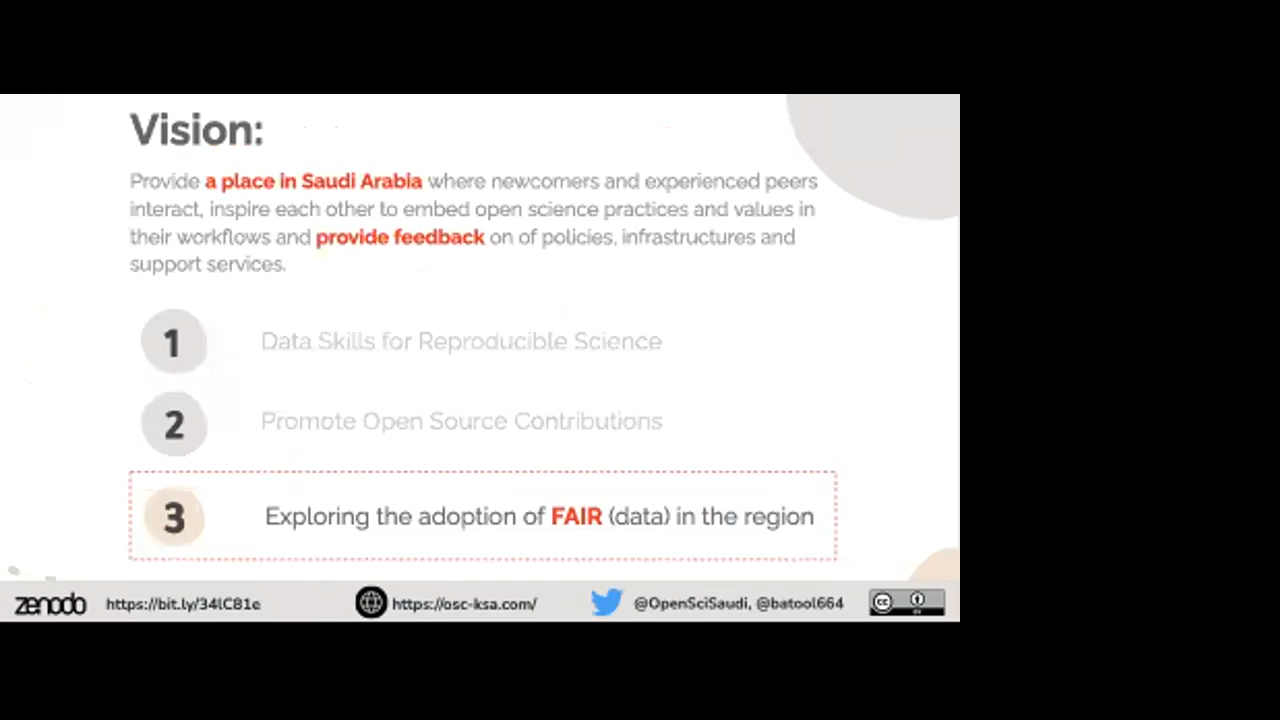 Vision:
Provide a place in Saudi Arabia where newcomers and experienced peers
interact, inspire each other to embed open science practices and values in
their workflows and provide feedback on of policies, infrastructures and
support services.
1 Data Skills for Reproducible Science
2 Promote Open Source Contributions
3 Exploring the adoption of FAIR (data) in the region
zenodo https://bit.ly/34lC81e https://osc-ksa.com/ @OpenSciSaudi, @batool664 cc BY